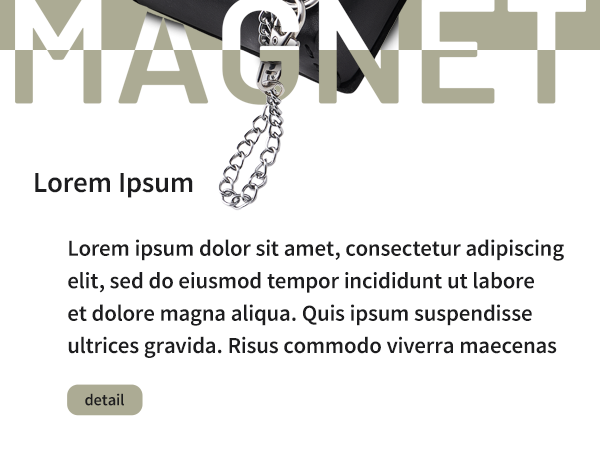 MAGNET
Lorem Ipsum
Lorem ipsum dolor sit amet, consectetur adipiscing
elit, sed do eiusmod tempor incididunt ut labore
et dolore magna aliqua. Quis ipsum suspendisse
ultrices gravida. Risus commodo viverra maecenas
detail